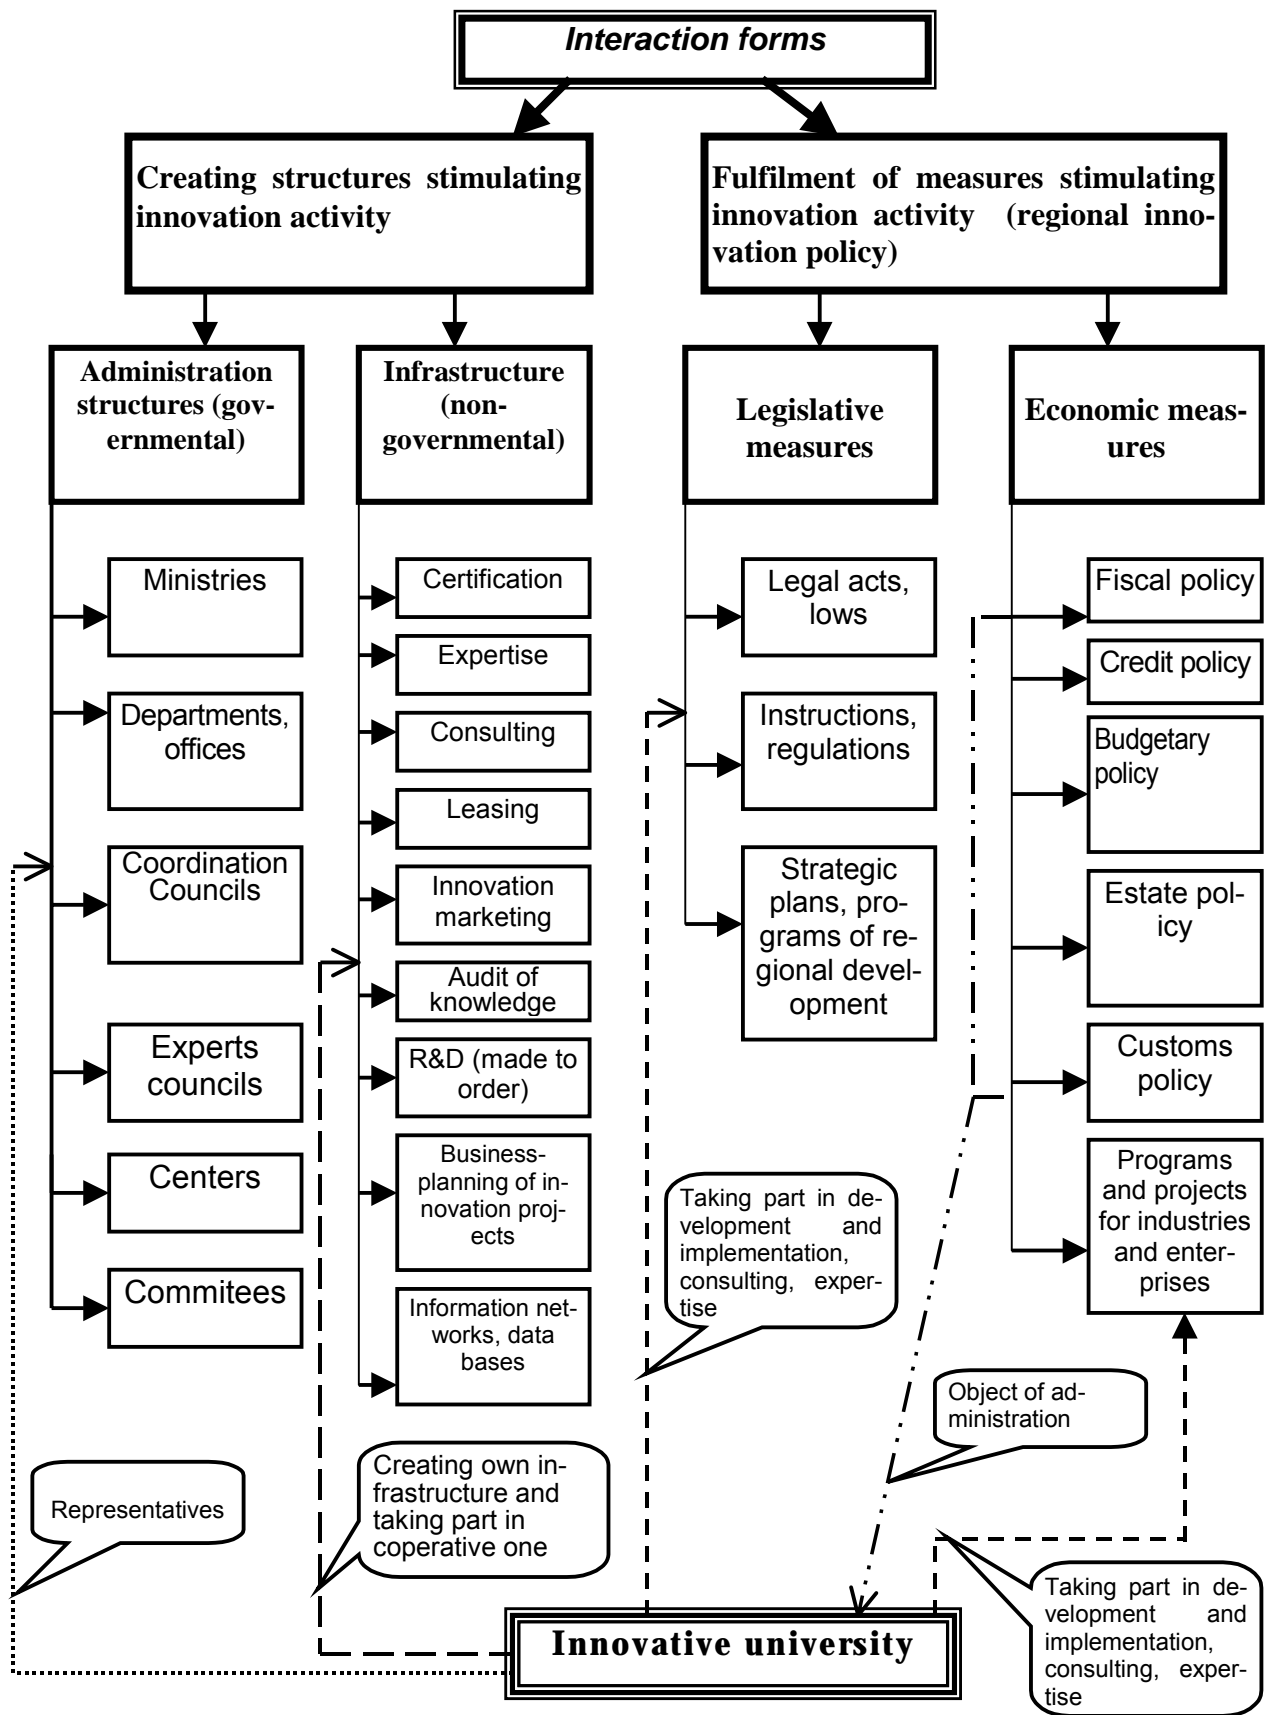 Interaction forms
Creating structures stimulating
innovation activity
Fulfilment of measures stimulating
innovation activity (regional inno-
vation policy)
Administration
structures (gov-
ernmental)
Infrastructure
(non-
governmental)
Legislative
measures
Economic meas-
ures
Ministries
Departments,
offices
Coordination
Councils
Experts
councils
Centers
Commitees
Certification
Expertise
Consulting
Leasing
Innovation
marketing
Audit of
knowledge
R&D (made to
order)
Business-
planning of in-
novation proj-
ects
Information net-
works, data
bases
Legal acts,
lows
Instructions,
regulations
Strategic
plans, pro-
grams of re-
gional devel-
opment
Fiscal policy
Credit policy
Budgetary
policy
Estate pol-
icy
Customs
policy
Programs
and projects
for industries
and enter-
prises
Taking part in de-
velopment and
implementation,
consulting, exper-
tise
Object of ad-
ministration
Representatives
Creating own in-
frastructure and
taking part in
coperative one
Taking part in de-
velopment and
implementation,
consulting, exper-
tise
Innovative university